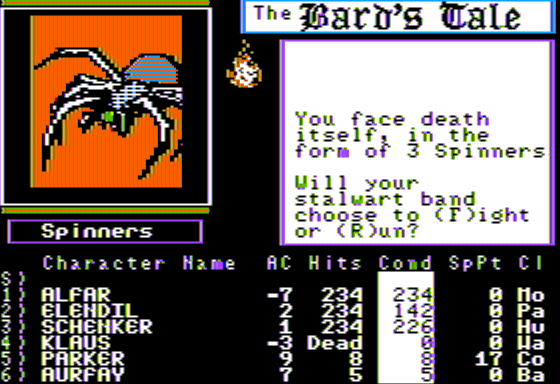 The Bard's Tale
You face death
itself, in the
form of 3 Spinners
Will your
stalwart band
choose to (F)ight
or (R)un?
Spinners
Character Name AC Hits Cond SpPt Cl
S)
1) ALFAR -7 234 234 0 Mo
2) ELENDIL 2 234 142 0 Pa
3) SCHENKER 1 234 226 0 Hu
4) KLAUS -3 Dead 0 0 Wa
5) PARKER 9 8 8 17 Co
6) AURFAY 7 5 5 0 Ba